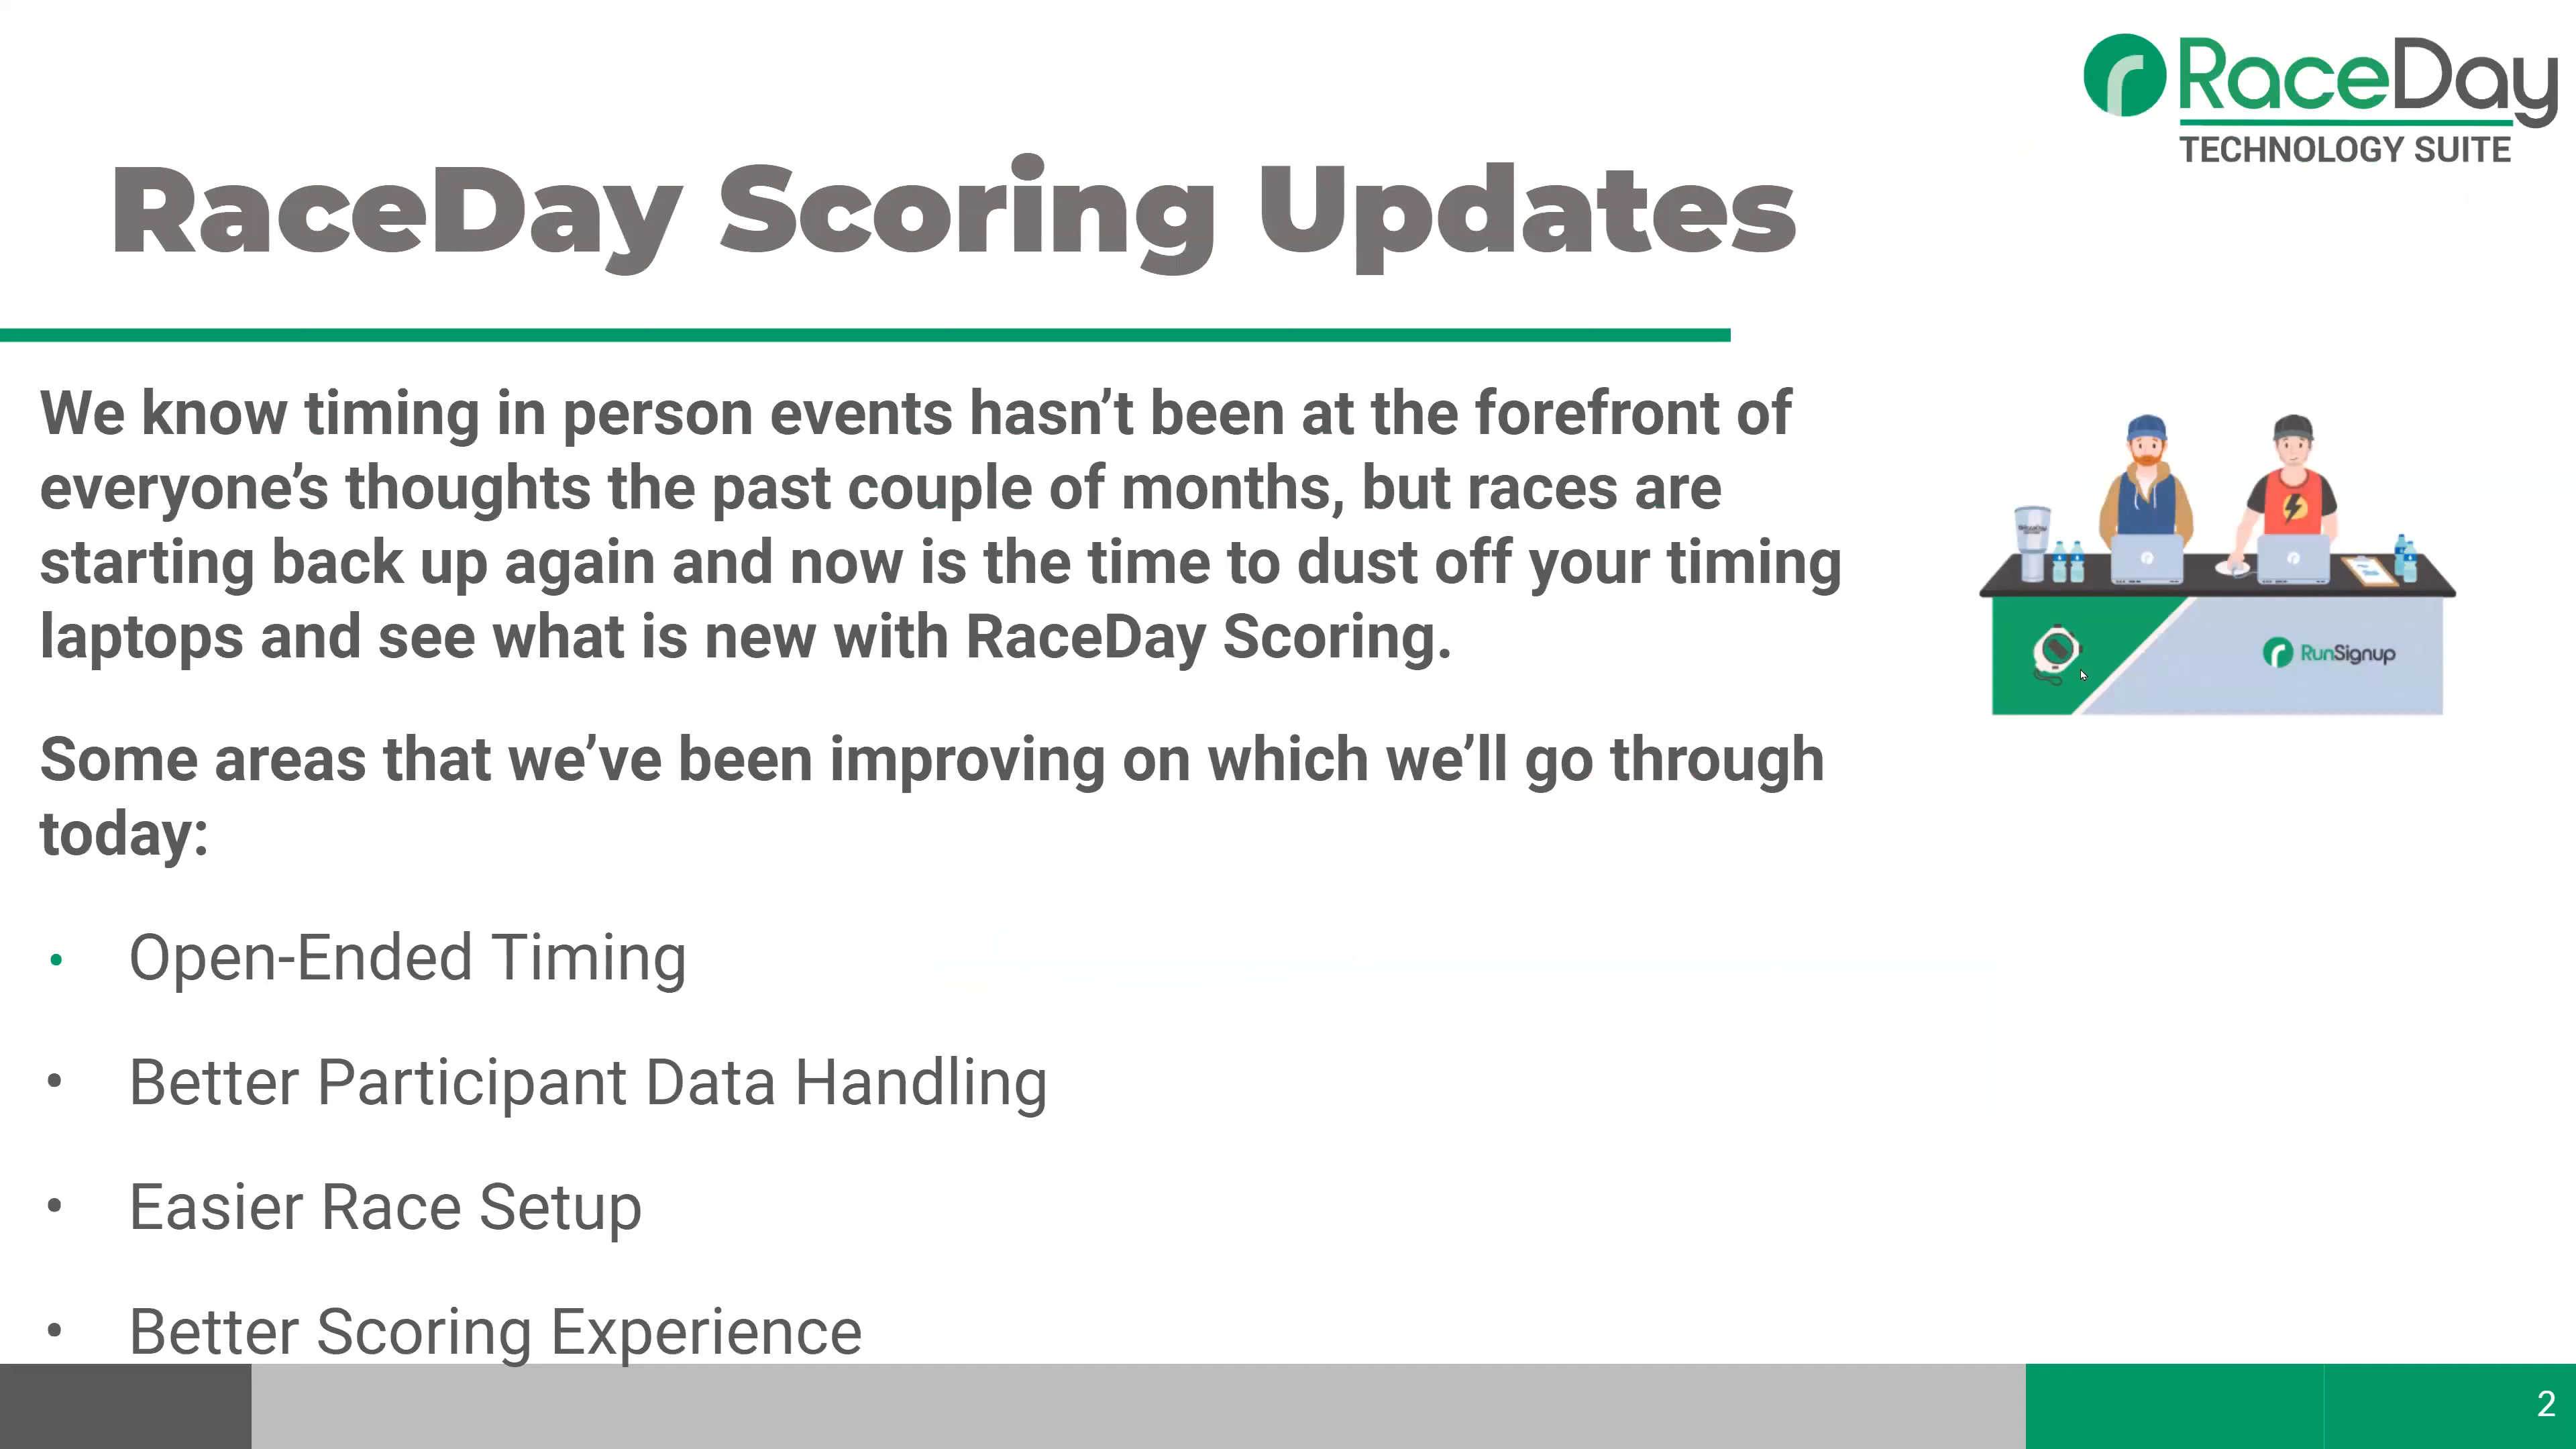 RaceDay
TECHNOLOGY SUITE
RaceDay Scoring Updates
We know timing in person events hasn’t been at the forefront of
everyone’s thoughts the past couple of months, but races are
starting back up again and now is the time to dust off your timing
laptops and see what is new with RaceDay Scoring.
Some areas that we’ve been improving on which we’ll go through
today:
• Open-Ended Timing
• Better Participant Data Handling
• Easier Race Setup
• Better Scoring Experience
RunSignup
2